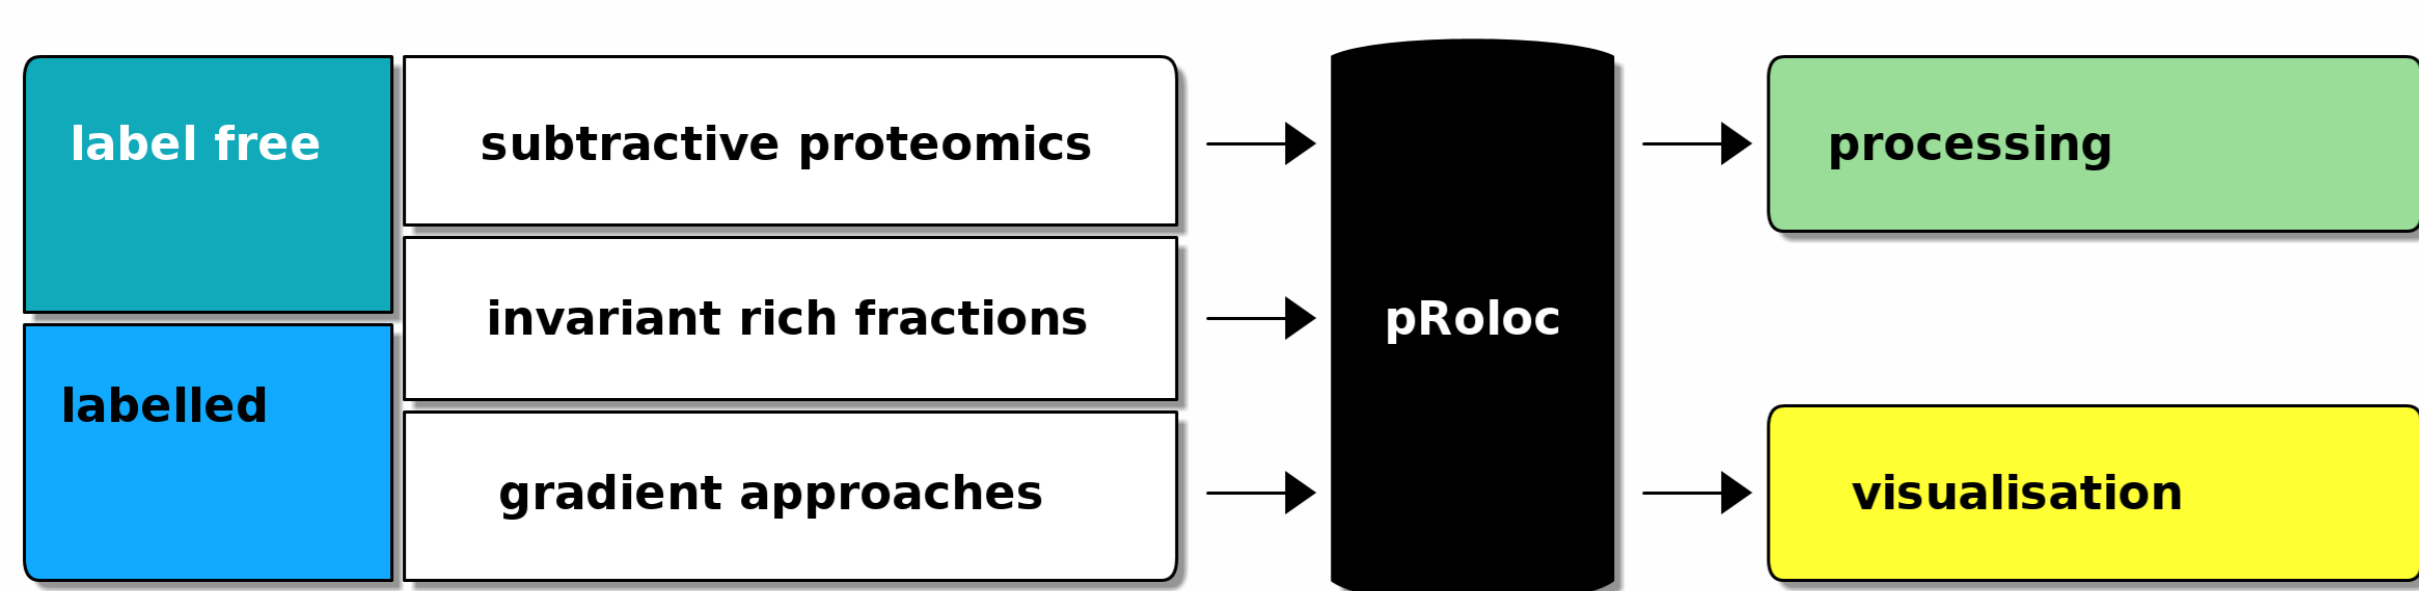 label free
subtractive proteomics
processing
invariant rich fractions
pRoloc
labelled
gradient approaches
visualisation